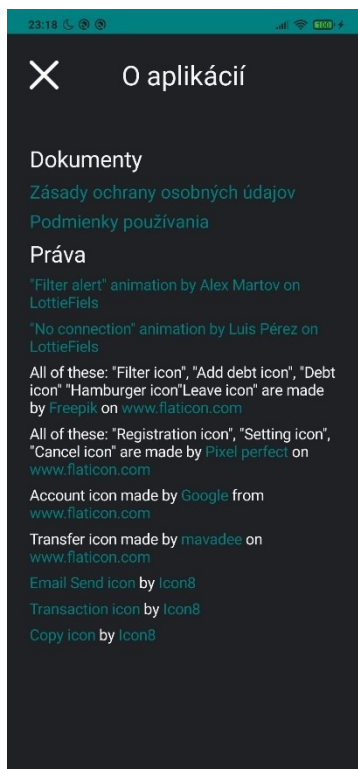 23:18
100
O aplikácií
Dokumenty
Zásady ochrany osobných údajov
Podmienky používania
Práva
"Filter alert" animation by Alex Martov on
LottieFiels
"No connection" animation by Luis Pérez on
LottieFiels
All of these: "Filter icon", "Add debt icon", "Debt
icon" "Hamburger icon"Leave icon" are made
by Freepik on www.flaticon.com
All of these: "Registration icon", "Setting icon",
"Cancel icon" are made by Pixel perfect on
www.flaticon.com
Account icon made by Google from
www.flaticon.com
Transfer icon made by mavadee on
www.flaticon.com
Email Send icon by Icon8
Transaction icon by Icon8
Copy icon by Icon8